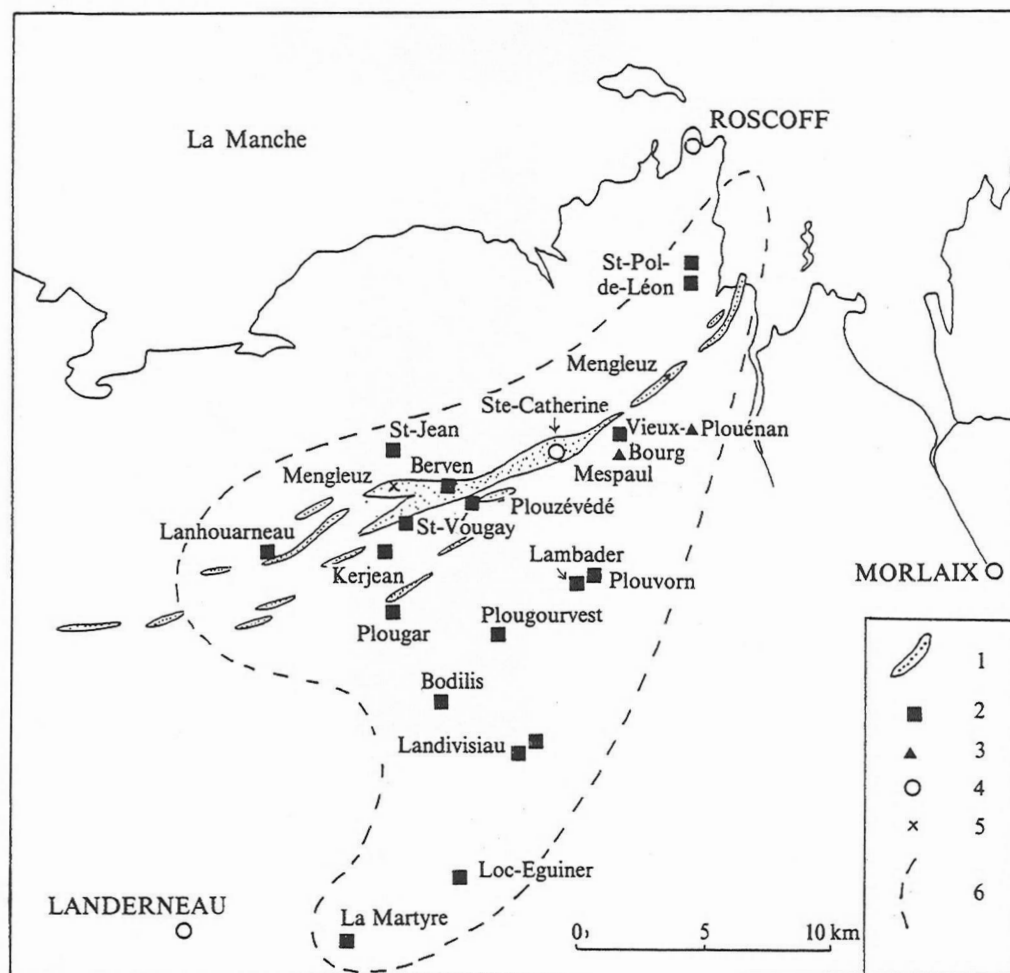 ROSCOFF
La Manche
St-Pol-
de-Léon
Mengleuz
Ste-Catherine
St-Jean
Vieux-
Plouénan
Bourg
Berven
Mespaul
Mengleuz
Plouzévédé
Lanhouarneau
St-Vougay
Lambader
Kerjean
Plouvorn
MORLAIX
Plougar
Plougourvest
1
Bodilis
2
Landivisiau
3
4
5
Loc-Eguiner
6
LANDERNEAU
La Martyre
0
5
10 km